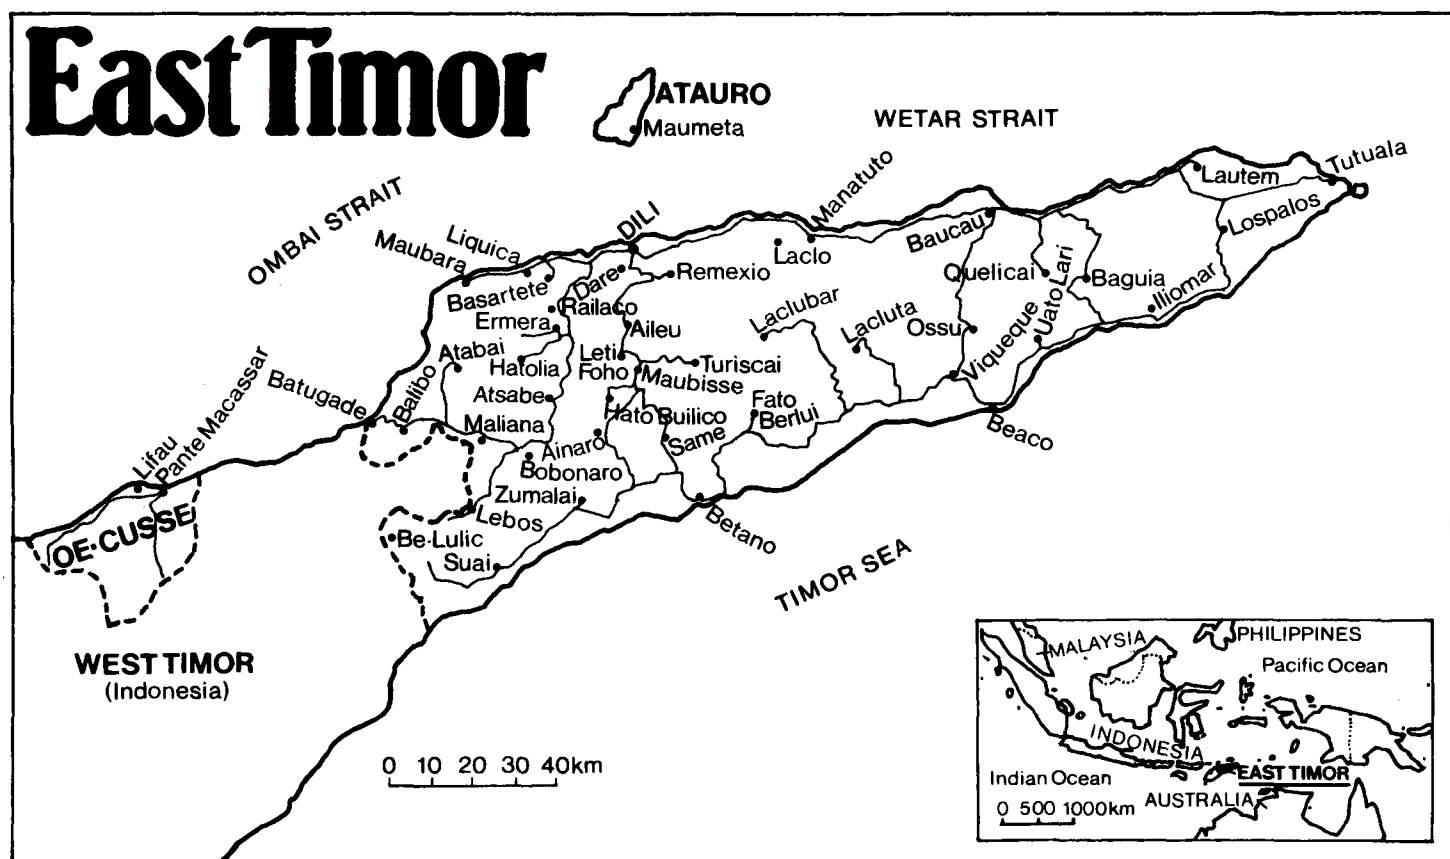 East Timor
ATAURO
Maumeta
WETAR STRAIT
OMBAI STRAIT
Tutuala
Lautem
Lospalos
Manatuto
DILI
Liquica
Maubara
Baucau
Laclo
Basartete
Dare
Remexio
Quelicai
Uato Lari
Baguia
Iliomar
Railaco
Ermera
Aileu
Laclubar
Lacluta
Ossu
Viqueque
Atabai
Hatolia
Leti
Foho
Turiscai
Maubisse
Batugade
Balibo
Atsabe
Hato Builico
Fato
Berlui
Maliana
Ainaro
Same
Beaco
Lifau
Pante Macassar
Bobonaro
Zumalai
Lebos
Betano
OE-CUSSE
Be-Lulic
Suai
TIMOR SEA
WEST TIMOR
(Indonesia)
0 10 20 30 40km
MALAYSIA
PHILIPPINES
Pacific Ocean
INDONESIA
Indian Ocean
EAST TIMOR
AUSTRALIA
0 500 1000km